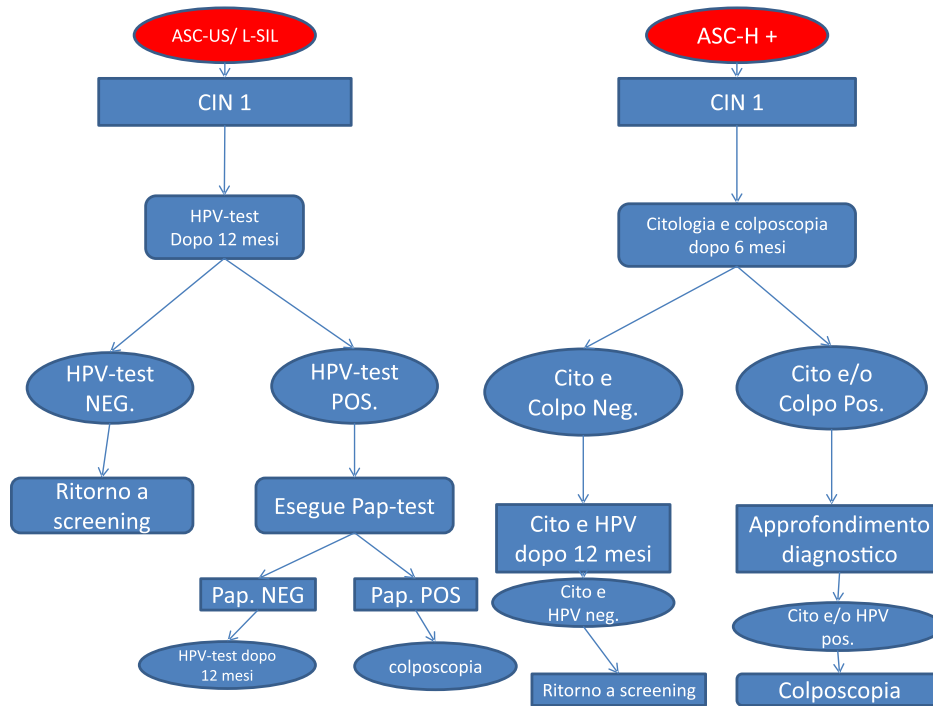 ASC-US/ L-SIL
CIN 1
HPV-test
Dopo 12 mesi
HPV-test
NEG.
HPV-test
POS.
Ritorno a
screening
Esegue Pap-test
Pap. NEG
Pap. POS
HPV-test dopo
12 mesi
colposcopia
ASC-H +
CIN 1
Citologia e colposcopia
dopo 6 mesi
Cito e
Colpo Neg.
Cito e/o
Colpo Pos.
Cito e HPV
dopo 12 mesi
Approfondimento
diagnostico
Cito e
HPV neg.
Cito e/o HPV
pos.
Ritorno a screening
Colposcopia